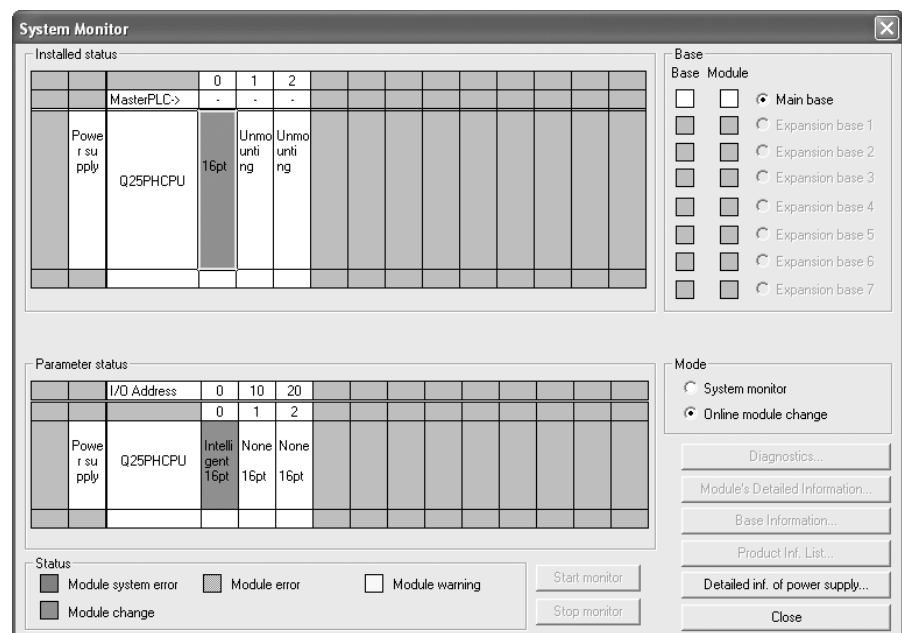 System Monitor
Installed status
0 1 2
MasterPLC-> - - -
Powe
r su
pply
Q25PHCPU
16pt
Unmo
unti
ng
Unmo
unti
ng
Base
Base Module
Main base
Expansion base 1
Expansion base 2
Expansion base 3
Expansion base 4
Expansion base 5
Expansion base 6
Expansion base 7
Parameter status
I/O Address 0 10 20
0 1 2
Powe
r su
pply
Q25PHCPU
Intelli
gent
16pt
None
16pt
None
16pt
Mode
System monitor
Online module change
Diagnostics...
Module's Detailed Information...
Base Information...
Product Inf. List...
Detailed inf. of power supply...
Close
Status
Module system error
Module error
Module warning
Module change
Start monitor
Stop monitor